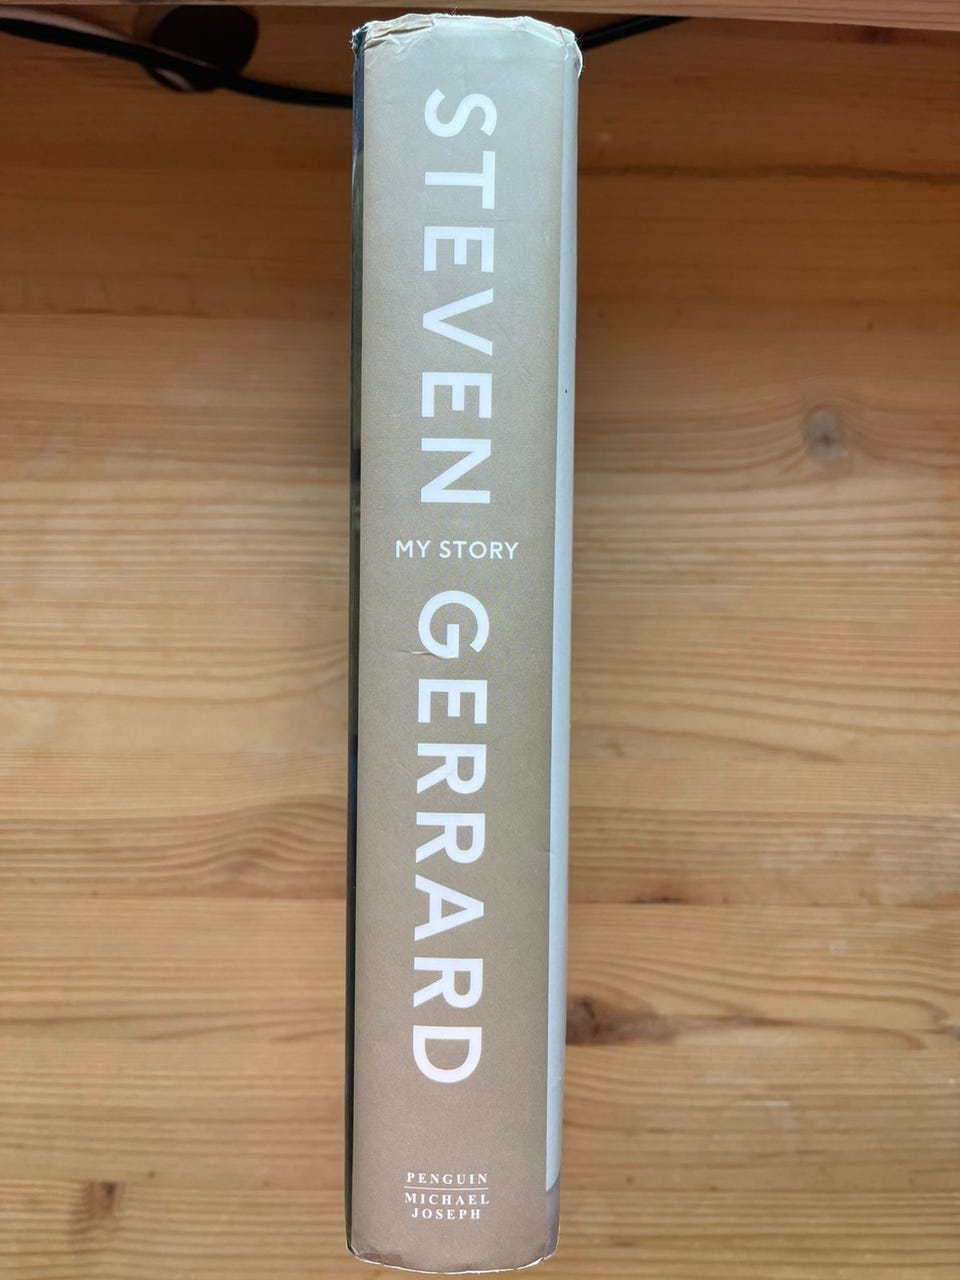 STEVEN
MY STORY
GERRARD
PENGUIN
MICHAEL
JOSEPH